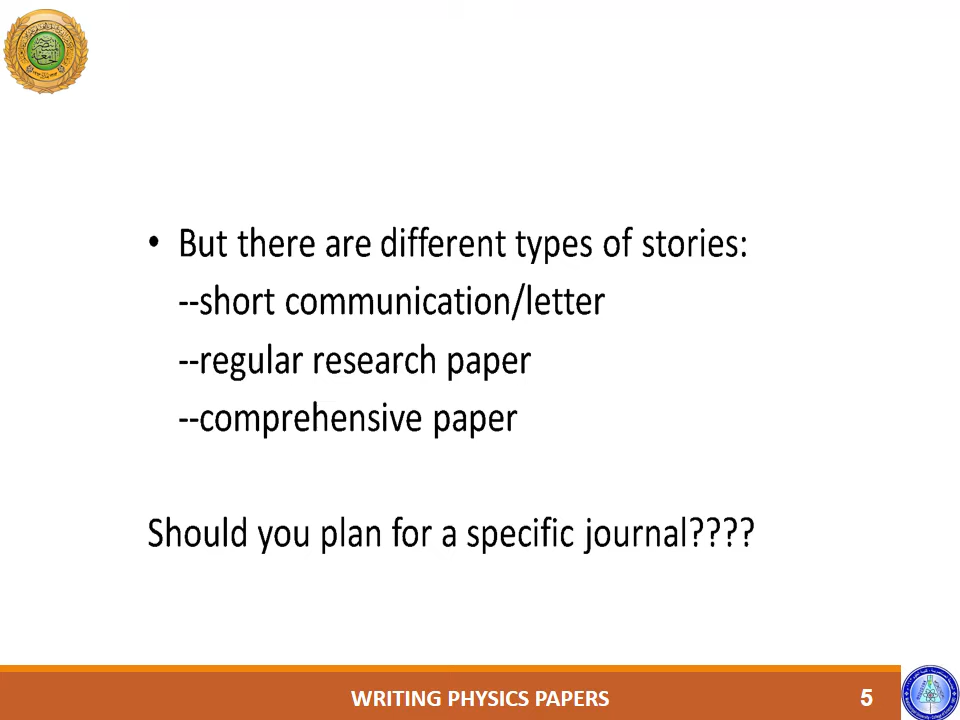 • But there are different types of stories:
--short communication/letter
--regular research paper
--comprehensive paper
Should you plan for a specific journal????
WRITING PHYSICS PAPERS
5